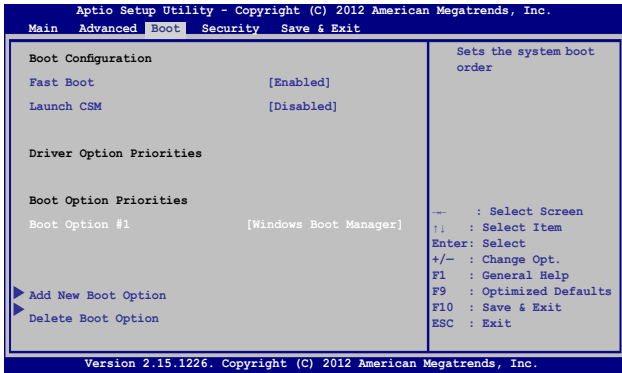 Aptio Setup Utility - Copyright (C) 2012 American Megatrends, Inc.
Main Advanced Boot Security Save & Exit
Boot Configuration
Fast Boot [Enabled]
Launch CSM [Disabled]
Driver Option Priorities
Boot Option Priorities
Boot Option #1 [Windows Boot Manager]
Add New Boot Option
Delete Boot Option
Sets the system boot
order
→← : Select Screen
↑↓ : Select Item
Enter: Select
+/— : Change Opt.
F1 : General Help
F9 : Optimized Defaults
F10 : Save & Exit
ESC : Exit
Version 2.15.1226. Copyright (C) 2012 American Megatrends, Inc.